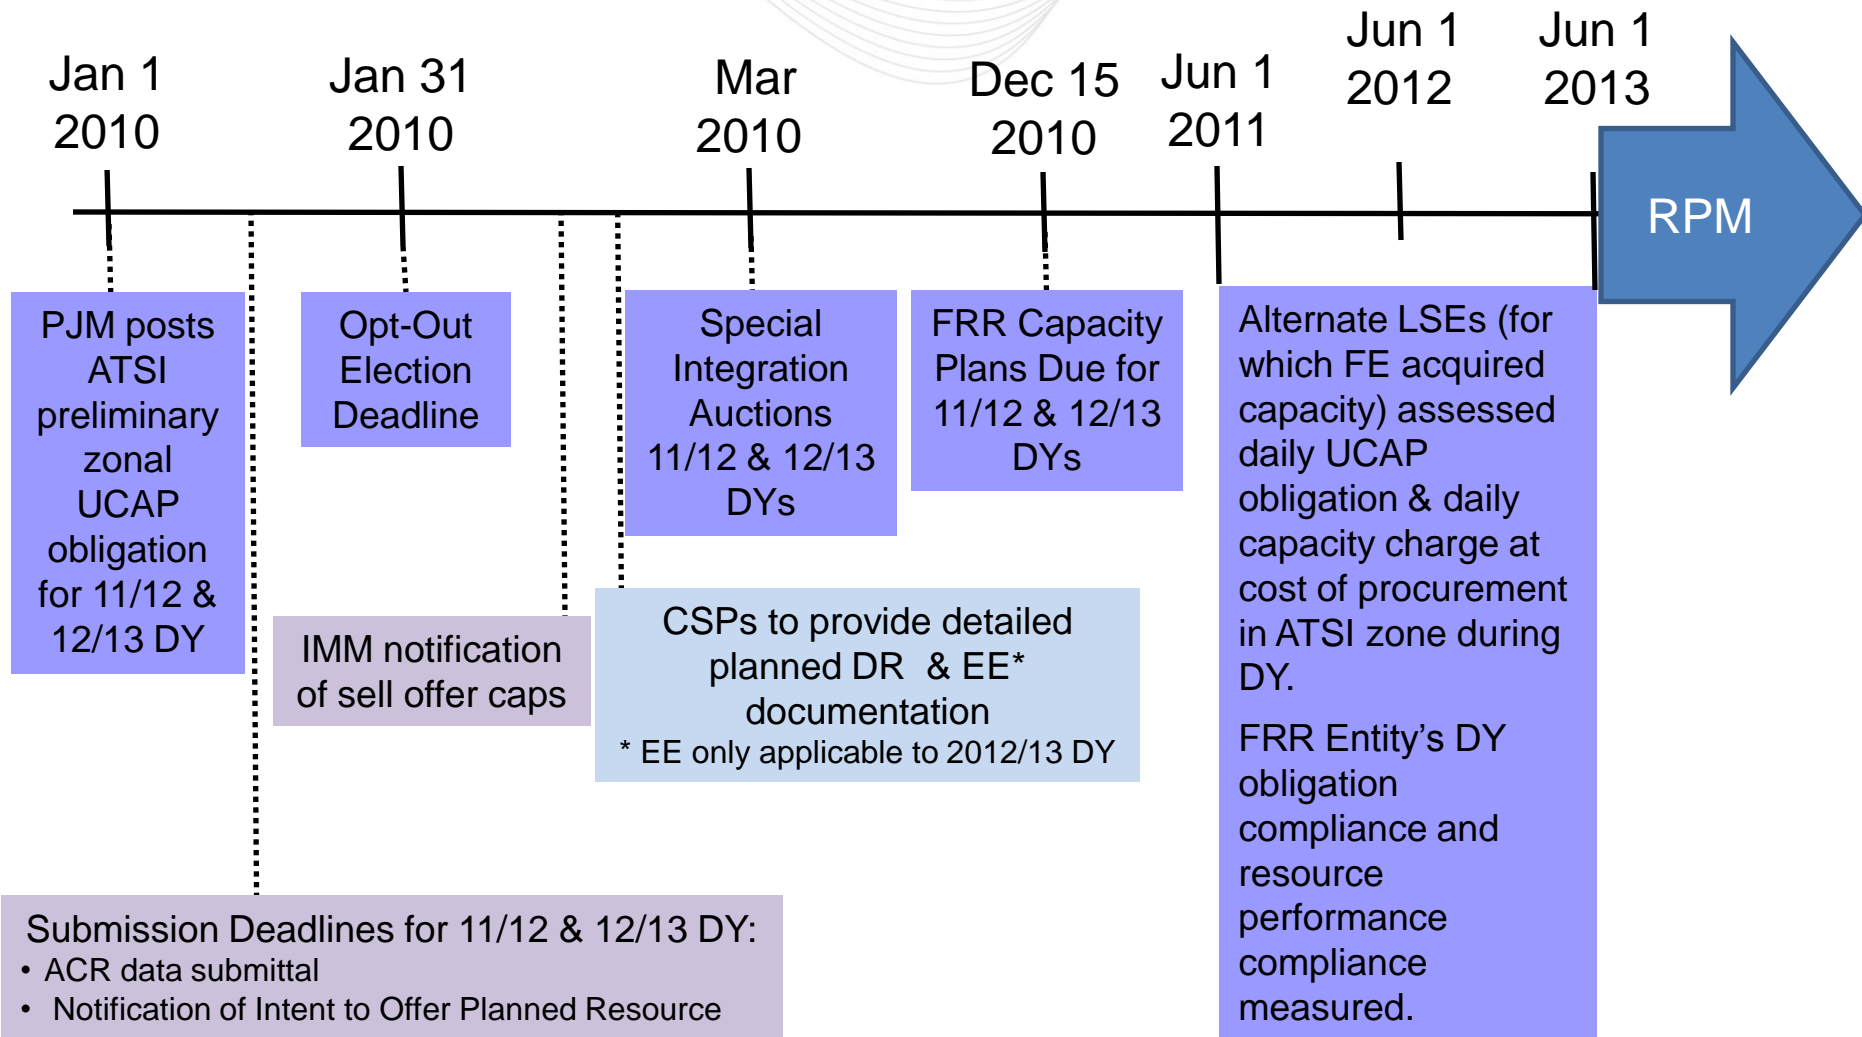 Jan 1
2010
Jan 31
2010
Mar
2010
Dec 15
2010
Jun 1
2011
Jun 1
2012
Jun 1
2013
RPM
PJM posts
ATSI
preliminary
zonal
UCAP
obligation
for 11/12 &
12/13 DY
Opt-Out
Election
Deadline
Special
Integration
Auctions
11/12 & 12/13
DYs
FRR Capacity
Plans Due for
11/12 & 12/13
DYs
Alternate LSEs (for
which FE acquired
capacity) assessed
daily UCAP
obligation & daily
capacity charge at
cost of procurement
in ATSI zone during
DY.
FRR Entity’s DY
obligation
compliance and
resource
performance
compliance
measured.
IMM notification
of sell offer caps
CSPs to provide detailed
planned DR & EE*
documentation
* EE only applicable to 2012/13 DY
Submission Deadlines for 11/12 & 12/13 DY:
• ACR data submittal
• Notification of Intent to Offer Planned Resource